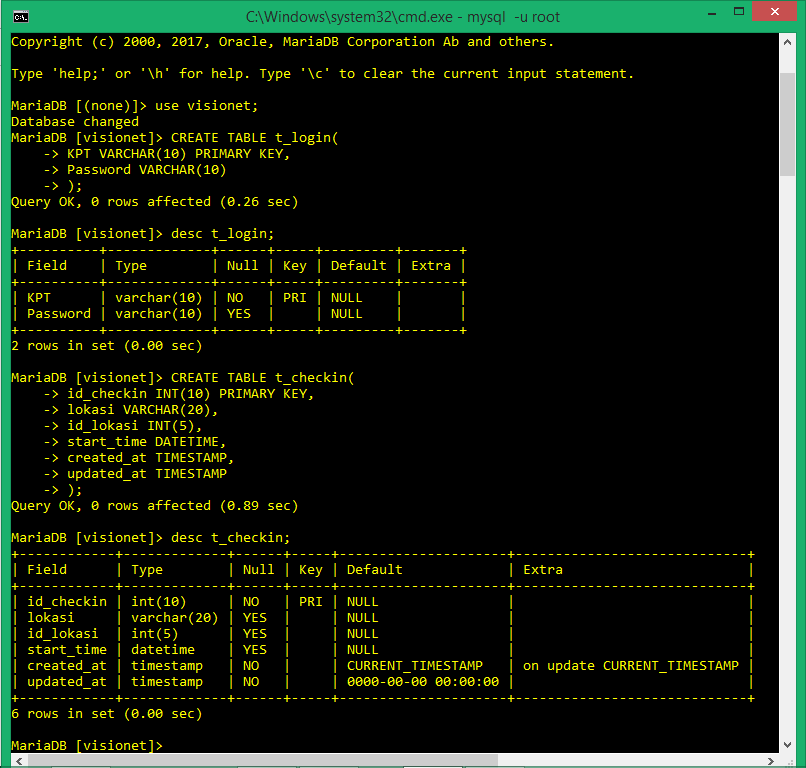 C:\Windows\system32\cmd.exe - mysql -u root
Copyright (c) 2000, 2017, Oracle, MariaDB Corporation Ab and others.
Type 'help;' or '\h' for help. Type '\c' to clear the current input statement.
MariaDB [(none)]> use visionet;
Database changed
MariaDB [visionet]> CREATE TABLE t_login(
    -> KPT VARCHAR(10) PRIMARY KEY,
    -> Password VARCHAR(10)
    -> );
Query OK, 0 rows affected (0.26 sec)
MariaDB [visionet]> desc t_login;
+----------+-------------+------+-----+---------+-------+
| Field    | Type        | Null | Key | Default | Extra |
+----------+-------------+------+-----+---------+-------+
| KPT      | varchar(10) | NO   | PRI | NULL    |       |
| Password | varchar(10) | YES  |     | NULL    |       |
+----------+-------------+------+-----+---------+-------+
2 rows in set (0.00 sec)
MariaDB [visionet]> CREATE TABLE t_checkin(
    -> id_checkin INT(10) PRIMARY KEY,
    -> lokasi VARCHAR(20),
    -> id_lokasi INT(5),
    -> start_time DATETIME,
    -> created_at TIMESTAMP,
    -> updated_at TIMESTAMP
    -> );
Query OK, 0 rows affected (0.89 sec)
MariaDB [visionet]> desc t_checkin;
+------------+-------------+------+-----+---------------------+-----------------------------+
| Field      | Type        | Null | Key | Default             | Extra                       |
+------------+-------------+------+-----+---------------------+-----------------------------+
| id_checkin | int(10)     | NO   | PRI | NULL                |                             |
| lokasi     | varchar(20) | YES  |     | NULL                |                             |
| id_lokasi  | int(5)      | YES  |     | NULL                |                             |
| start_time | datetime    | YES  |     | NULL                |                             |
| created_at | timestamp   | NO   |     | CURRENT_TIMESTAMP   | on update CURRENT_TIMESTAMP |
| updated_at | timestamp   | NO   |     | 0000-00-00 00:00:00 |                             |
+------------+-------------+------+-----+---------------------+-----------------------------+
6 rows in set (0.00 sec)
MariaDB [visionet]>